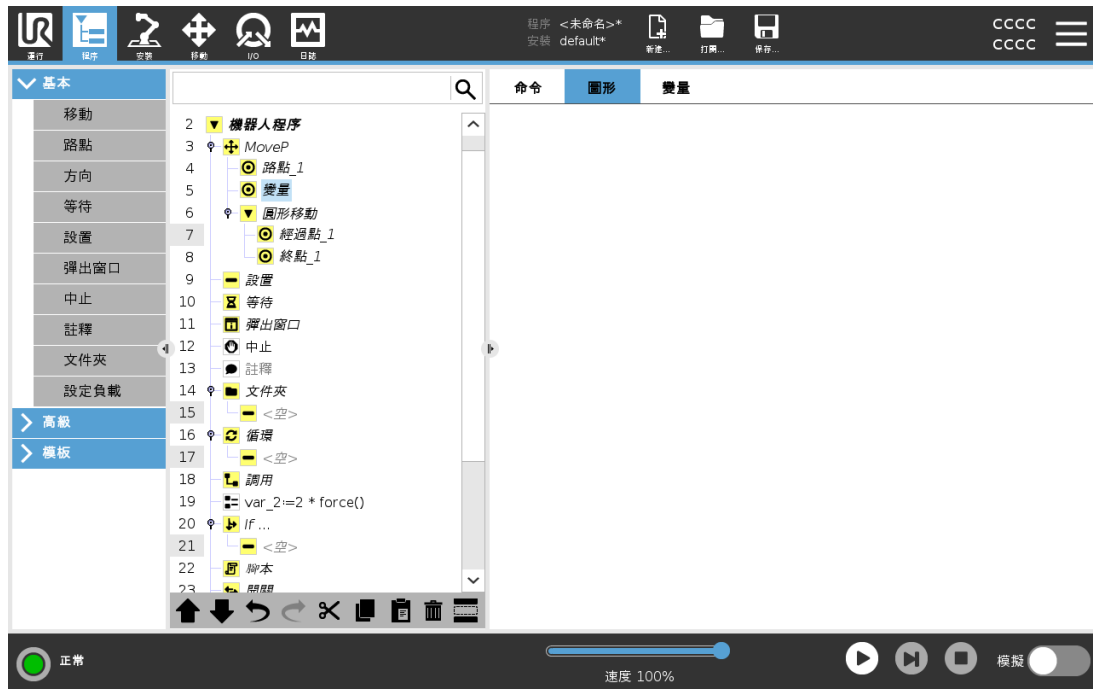 程序 <未命名>*
安裝 default*
新建...
打開...
保存...
CCCC
CCCC
運行
程序
安裝
移動
I/O
日誌
基本
移動
路點
方向
等待
設置
彈出窗口
中止
註釋
文件夾
設定負載
高級
模板
2 機器人程序
3 MoveP
4 路點_1
5 變量
6 圓形移動
7 經過點_1
8 終點_1
9 設置
10 等待
11 彈出窗口
12 中止
13 註釋
14 文件夾
15 <空>
16 循環
17 <空>
18 調用
19 var_2:=2 * force()
20 If ...
21 <空>
22 腳本
23 開關
命令 圖形 變量
正常
速度 100%
模擬